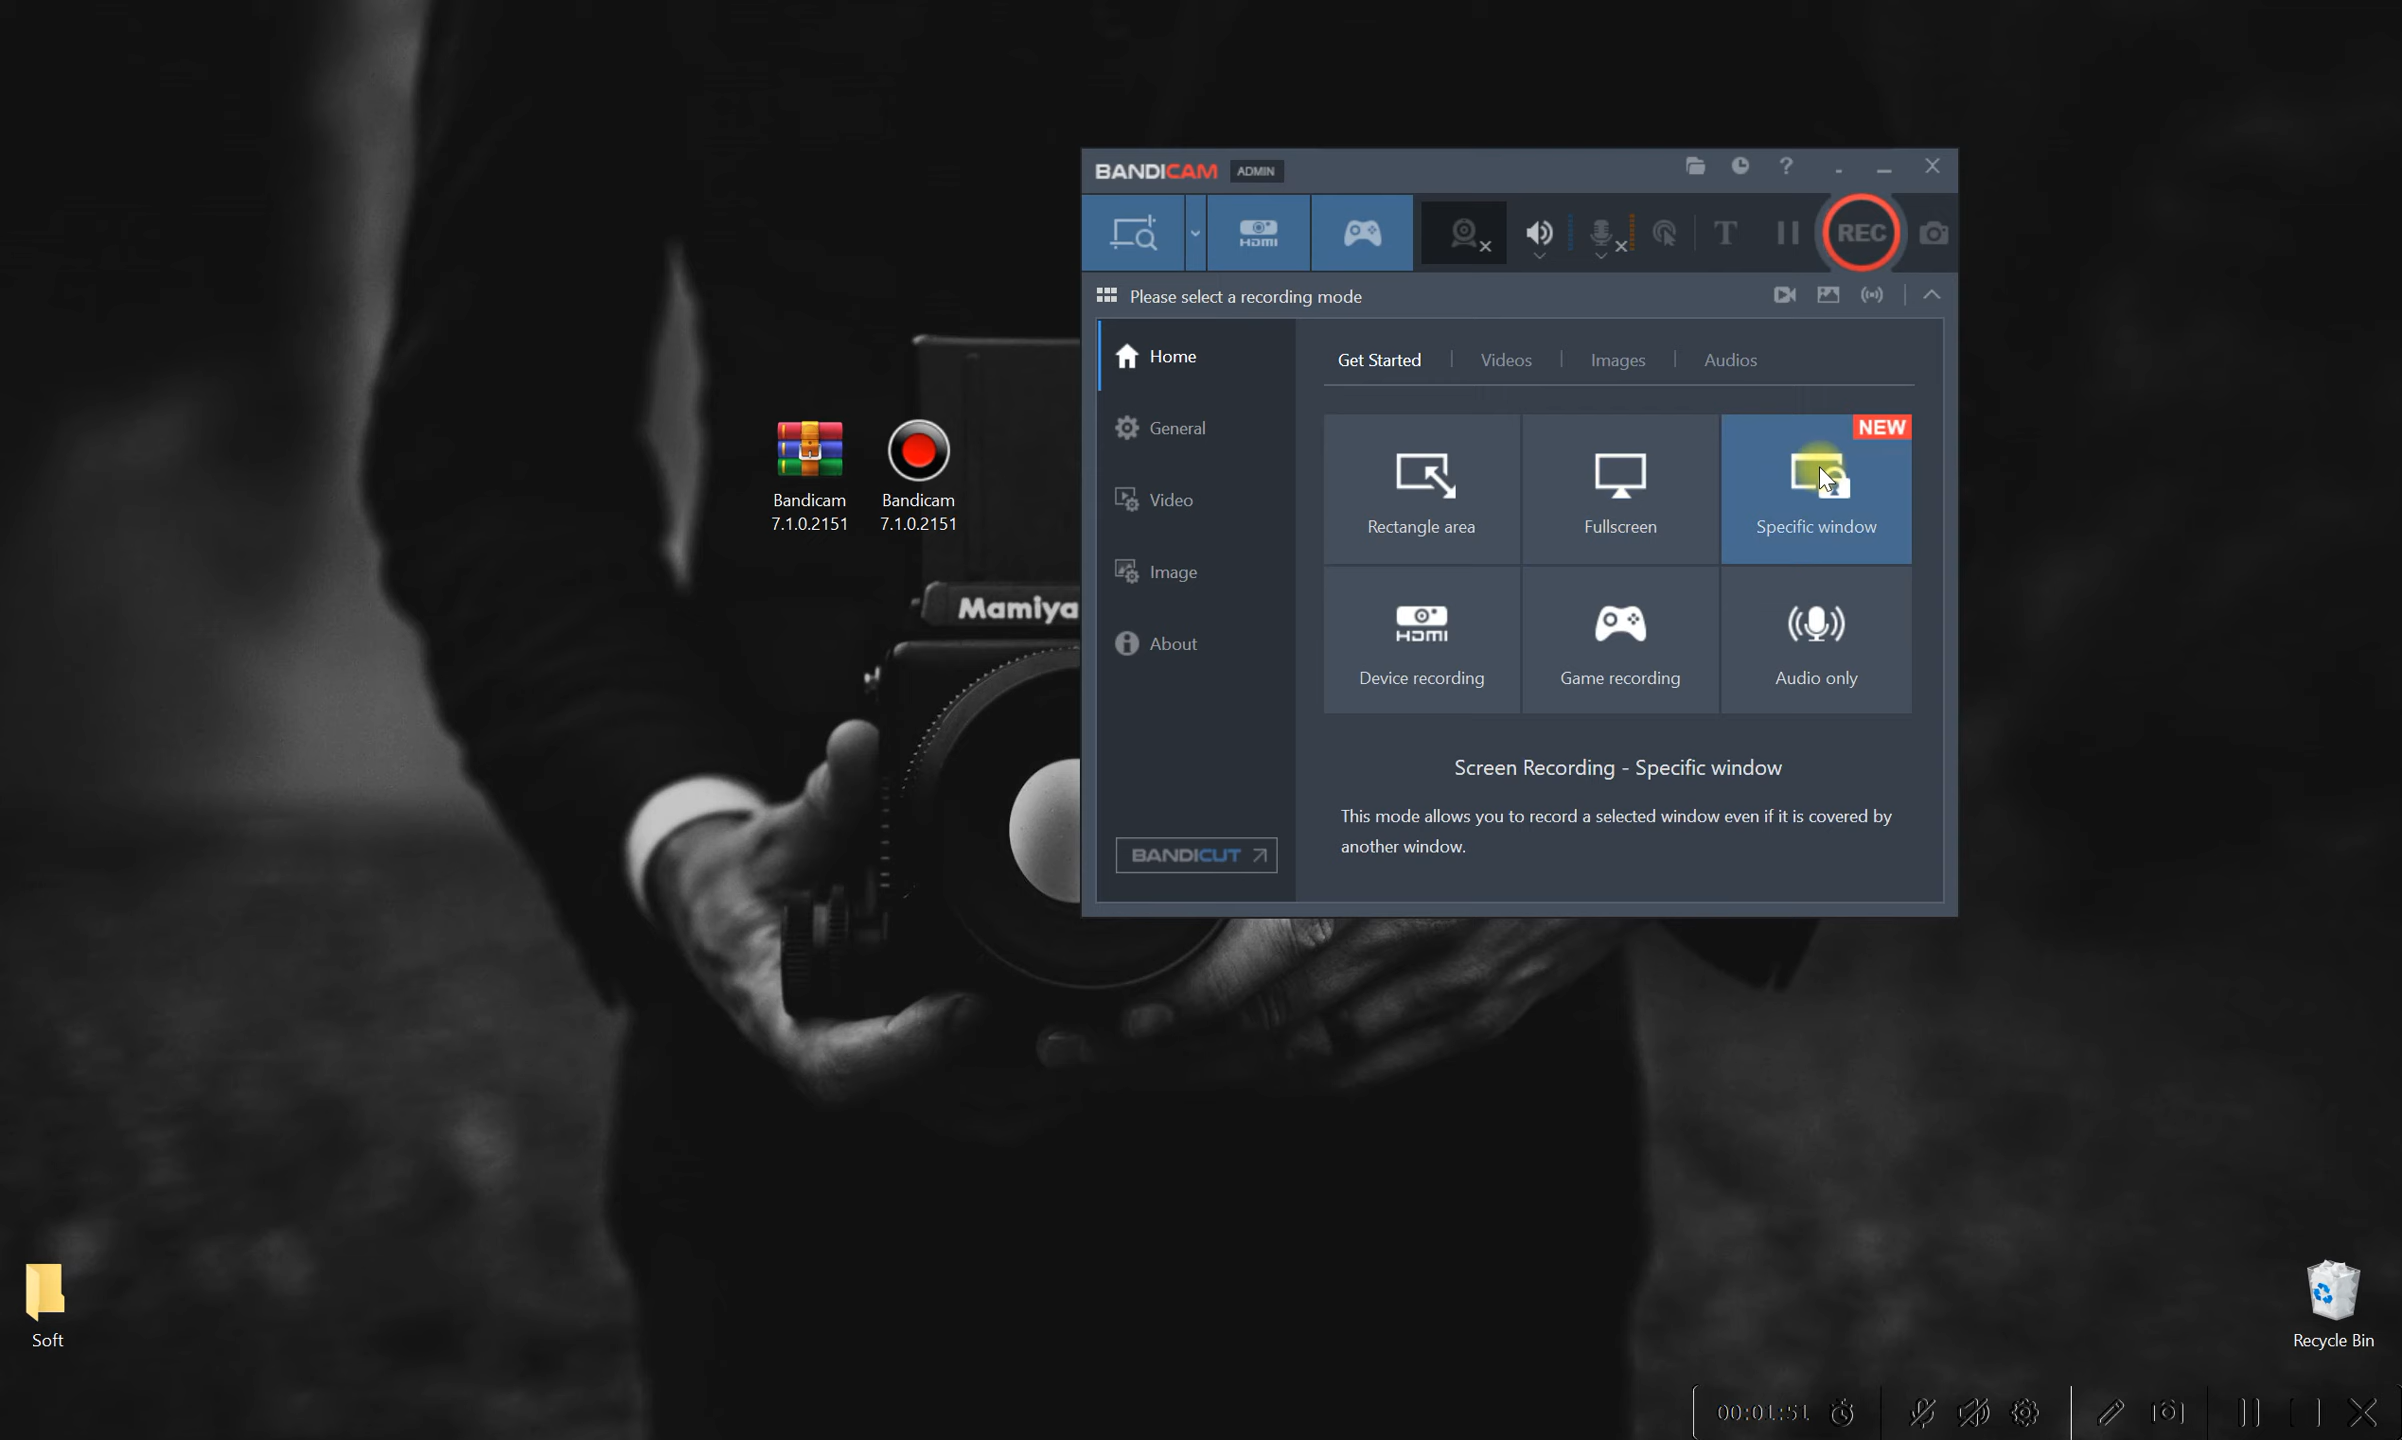 BANDICAM ADMIN
HDMI
T
REC
Please select a recording mode
Home
General
Video
Image
About
BANDICUT
Get Started
Videos
Images
Audios
NEW
Rectangle area
Fullscreen
Specific window
HDMI
Device recording
Game recording
Audio only
Screen Recording - Specific window
This mode allows you to record a selected window even if it is covered by
another window.
Bandicam
7.1.0.2151
Bandicam
7.1.0.2151
Mamiya
Soft
Recycle Bin
00:01:51